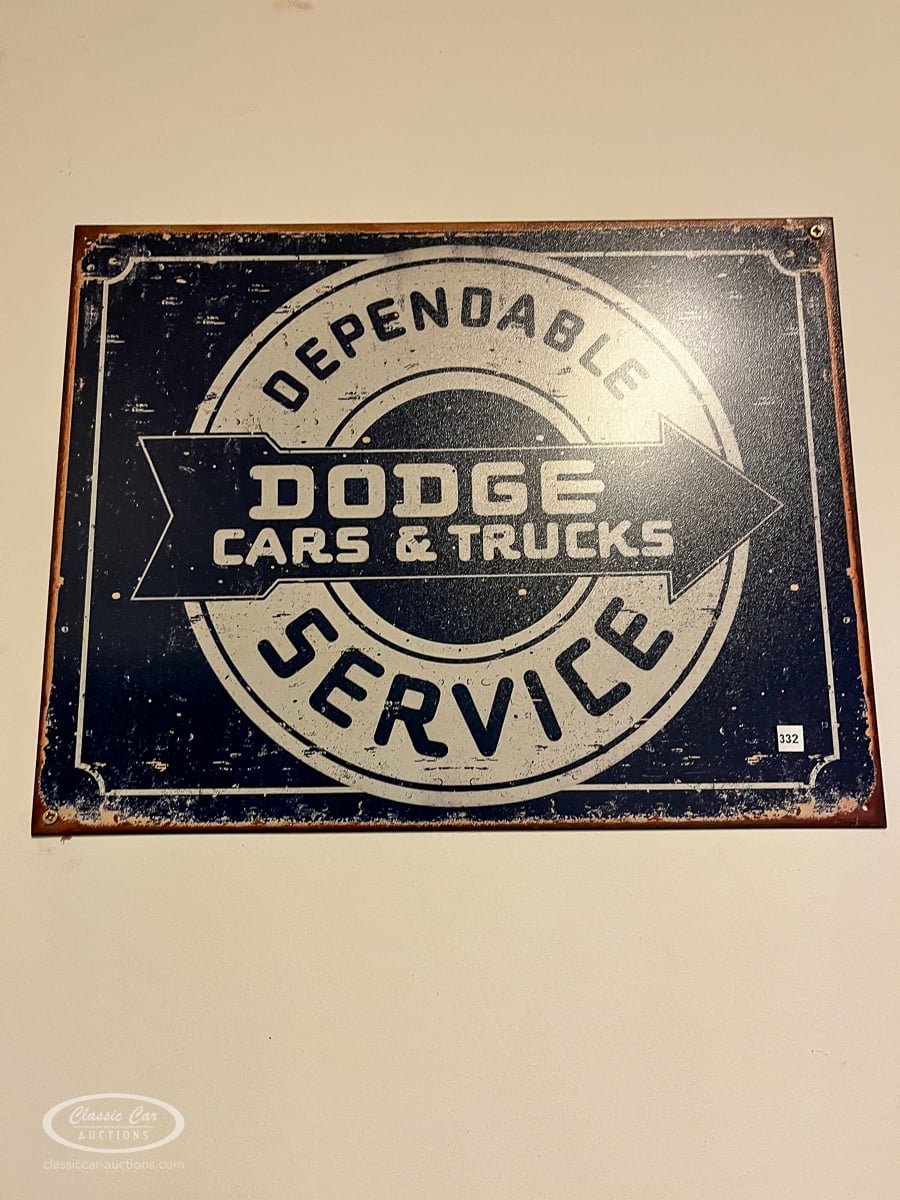 DEPENDABLE
DODGE
CARS & TRUCKS
SERVICE
332
Classic Car
AUCTIONS
classiccar-auctions.com